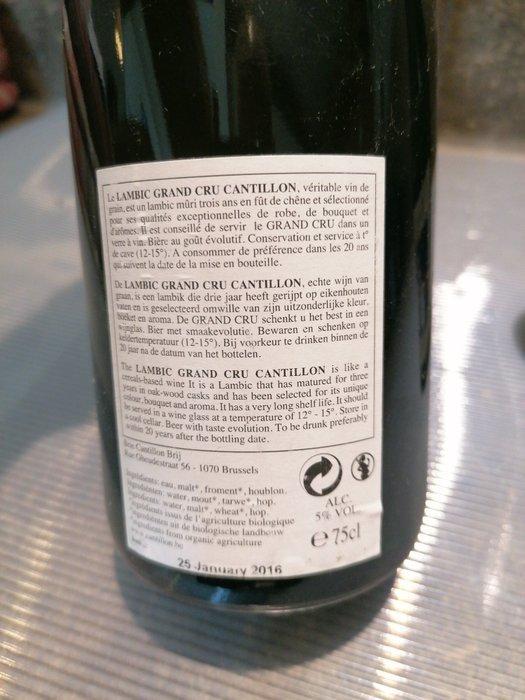 Le LAMBIC GRAND CRU CANTILLON, véritable vin de
grain, est un lambic mûri trois ans en fût de chêne et sélectionné
pour ses qualités exceptionnelles de robe, de bouquet et
d'arômes. Il est conseillé de servir le GRAND CRU dans un
verre à vin. Bière au goût évolutif. Conservation et service à t°
de cave (12-15°). A consommer de préférence dans les 20 ans
qui suivent la date de la mise en bouteille.
De LAMBIC GRAND CRU CANTILLON, echte wijn van
graan, is een lambik die drie jaar heeft gerijpt op eikenhouten
vaten en is geselecteerd omwille van zijn uitzonderlijke kleur,
boeket en aroma. De GRAND CRU schenkt u het best in een
wijnglas. Bier met smaakevolutie. Bewaren en schenken op
keldertemperatuur (12-15°). Bij voorkeur te drinken binnen de
20 jaar na de datum van het bottelen.
The LAMBIC GRAND CRU CANTILLON is like a
cereals-based wine It is a Lambic that has matured for three
years in oak-wood casks and has been selected for its unique
colour, bouquet and aroma. It has a very long shelf life. It should
be served in a wine glass at a temperature of 12° - 15°. Store in
a cool cellar. Beer with taste evolution. To be drunk preferably
within 20 years after the bottling date.
Bras Cantillon Brij
Rue Gheudestraat 56 - 1070 Brussels
Ingrédients: eau, malt*, froment*, houblon.
Ingrediënten: water, mout*, tarwe*, hop.
Ingredients: water, malt*, wheat*, hop.
*Ingrédients issus de l'agriculture biologique
*Ingrediënten uit de biologische landbouw
*Ingredients from organic agriculture
cantillon.be
ALC.
5% VOL.
e 75cl
25 January 2016